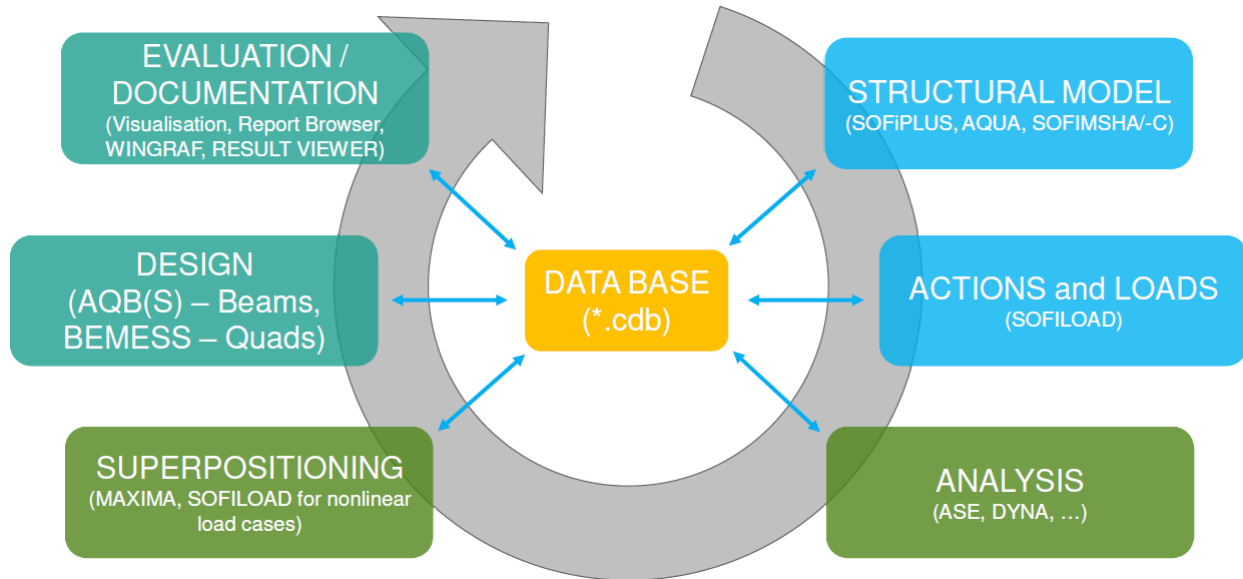 EVALUATION /
DOCUMENTATION
(Visualisation, Report Browser,
WINGRAF, RESULT VIEWER)
STRUCTURAL MODEL
(SOFiPLUS, AQUA, SOFIMSHA/-C)
DESIGN
(AQB(S) – Beams,
BEMESS – Quads)
DATA BASE
(*.cdb)
ACTIONS and LOADS
(SOFILOAD)
SUPERPOSITIONING
(MAXIMA, SOFILOAD for nonlinear
load cases)
ANALYSIS
(ASE, DYNA, ...)